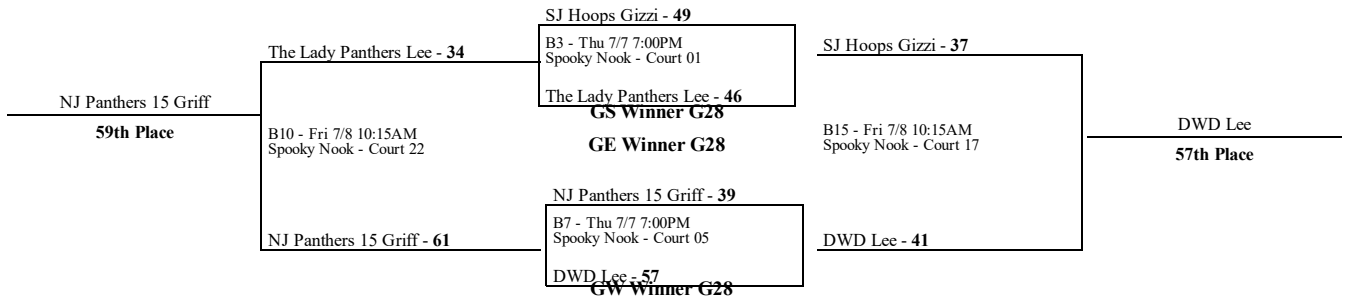 SJ Hoops Gizzi - 49
B3 - Thu 7/7 7:00PM
Spooky Nook - Court 01
The Lady Panthers Lee - 46
GS Winner G28
GE Winner G28
The Lady Panthers Lee - 34
NJ Panthers 15 Griff
59th Place
B10 - Fri 7/8 10:15AM
Spooky Nook - Court 22
NJ Panthers 15 Griff - 61
NJ Panthers 15 Griff - 39
B7 - Thu 7/7 7:00PM
Spooky Nook - Court 05
DWD Lee - 57
GW Winner G28
SJ Hoops Gizzi - 37
B15 - Fri 7/8 10:15AM
Spooky Nook - Court 17
DWD Lee - 41
DWD Lee
57th Place